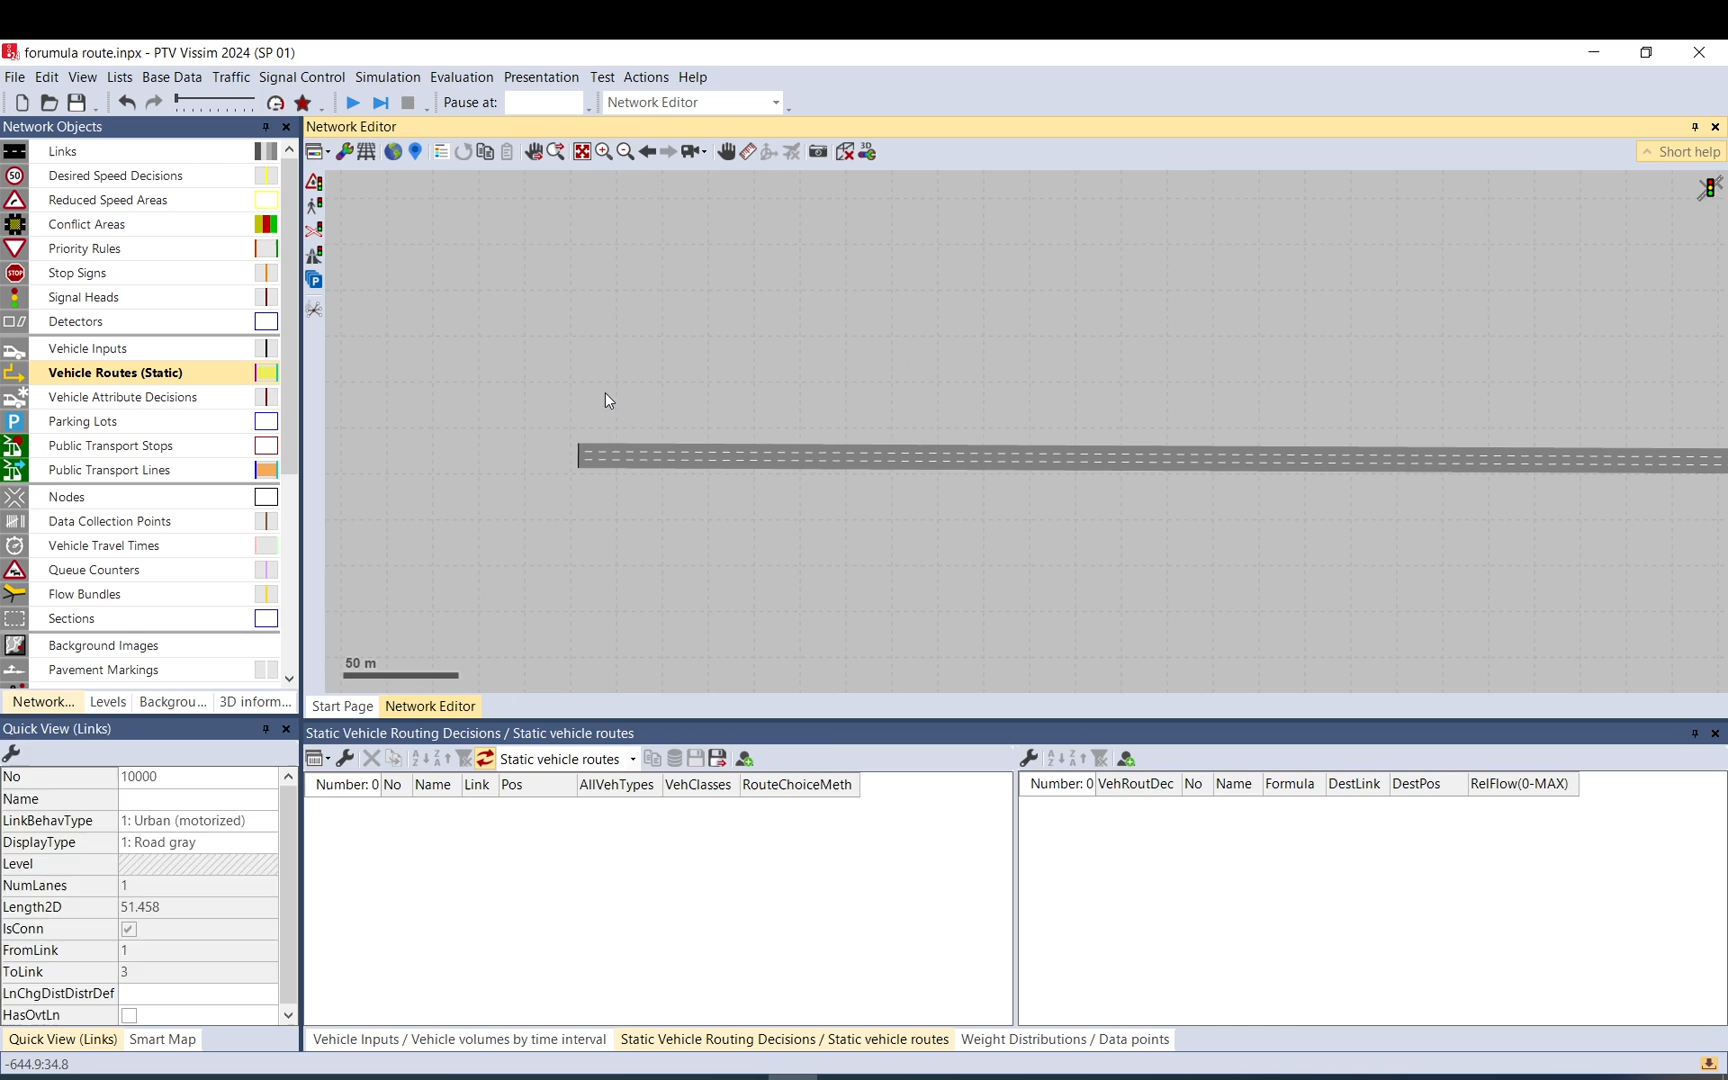 forumula route.inpx - PTV Vissim 2024 (SP 01)
File Edit View Lists Base Data Traffic Signal Control Simulation Evaluation Presentation Test Actions Help
Pause at: Network Editor
Network Objects
Network Editor
Links
Short help
50 Desired Speed Decisions
Reduced Speed Areas
Conflict Areas
Priority Rules
STOP Stop Signs
Signal Heads
Detectors
Vehicle Inputs
Vehicle Routes (Static)
Vehicle Attribute Decisions
P Parking Lots
Public Transport Stops
Public Transport Lines
Nodes
Data Collection Points
Vehicle Travel Times
Queue Counters
Flow Bundles
Sections
Background Images
Pavement Markings
50 m
Network... Levels Backgrou... 3D inform...
Start Page Network Editor
Quick View (Links)
Static Vehicle Routing Decisions / Static vehicle routes
Static vehicle routes
Number: 0 No Name Link Pos AllVehTypes VehClasses RouteChoiceMeth
Number: 0 VehRoutDec No Name Formula DestLink DestPos RelFlow(0-MAX)
No 10000
Name
LinkBehavType 1: Urban (motorized)
DisplayType 1: Road gray
Level
NumLanes 1
Length2D 51.458
IsConn
FromLink 1
ToLink 3
LnChgDistDistrDef
HasOvtLn
Quick View (Links) Smart Map
Vehicle Inputs / Vehicle volumes by time interval Static Vehicle Routing Decisions / Static vehicle routes Weight Distributions / Data points
-644.9:34.8